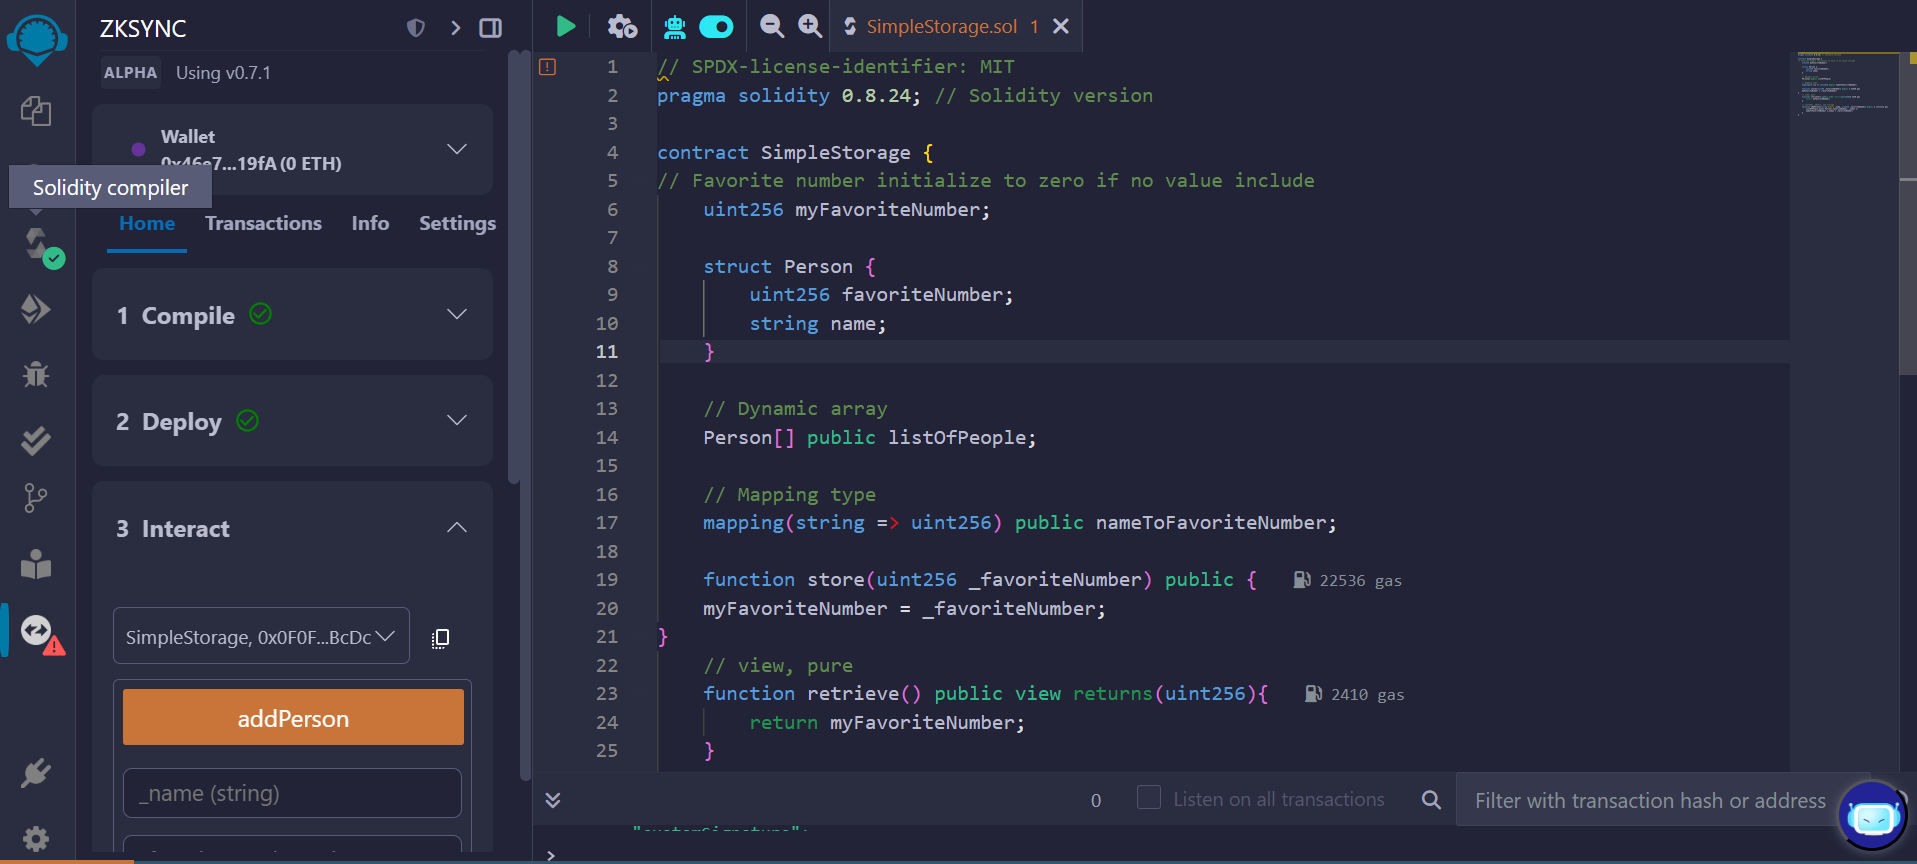 ZKSYNC
ALPHA Using v0.7.1
Wallet
0x46e7...19fA (0 ETH)
Solidity compiler
Home Transactions Info Settings
1 Compile
2 Deploy
3 Interact
SimpleStorage, 0x0F0F...BcDc
addPerson
_name (string)
SimpleStorage.sol 1
1 // SPDX-license-identifier: MIT
2 pragma solidity 0.8.24; // Solidity version
3
4 contract SimpleStorage {
5 // Favorite number initialize to zero if no value include
6 uint256 myFavoriteNumber;
7
8 struct Person {
9 uint256 favoriteNumber;
10 string name;
11 }
12
13 // Dynamic array
14 Person[] public listOfPeople;
15
16 // Mapping type
17 mapping(string => uint256) public nameToFavoriteNumber;
18
19 function store(uint256 _favoriteNumber) public { 22536 gas
20 myFavoriteNumber = _favoriteNumber;
21 }
22 // view, pure
23 function retrieve() public view returns(uint256){ 2410 gas
24 return myFavoriteNumber;
25 }
0 Listen on all transactions Filter with transaction hash or address
>